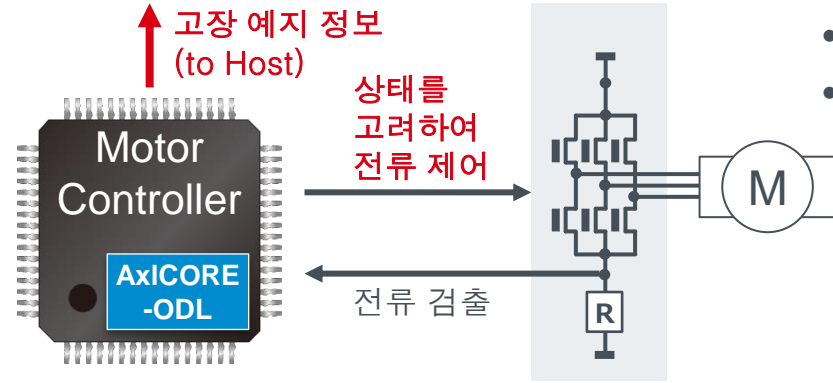 고장 예지 정보
(to Host)
상태를
고려하여
전류 제어
Motor
Controller
AxlCORE
-ODL
전류 검출
R
M